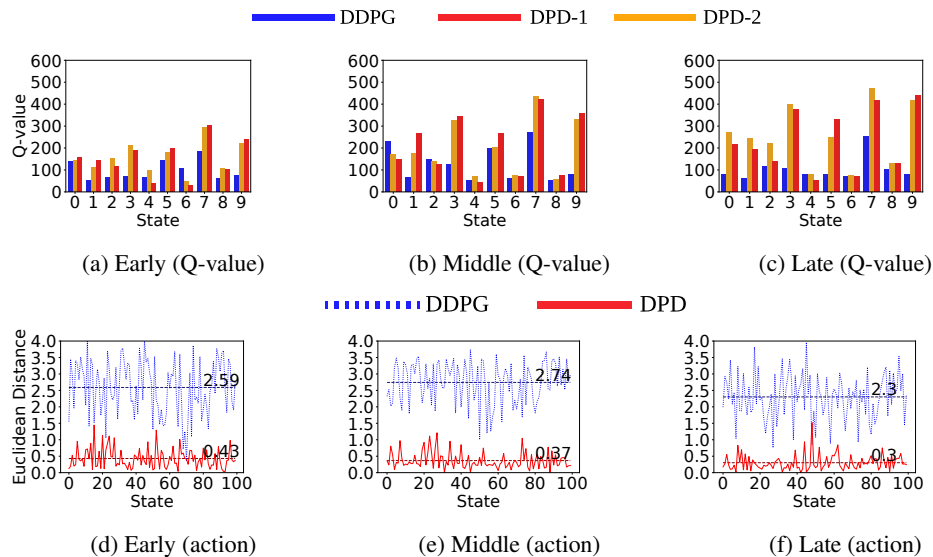 DDPG DPD-1 DPD-2
600 600 600
500 500 500
400 400 400
300 300 300
200 200 200
100 100 100
0 0 0
Q-value
0 1 2 3 4 5 6 7 8 9 0 1 2 3 4 5 6 7 8 9 0 1 2 3 4 5 6 7 8 9
State State State
(a) Early (Q-value) (b) Middle (Q-value) (c) Late (Q-value)
DDPG DPD
4.0 4.0 4.0
3.5 3.5 3.5
3.0 3.0 3.0
2.5 2.5 2.5
2.0 2.0 2.0
1.5 1.5 1.5
1.0 1.0 1.0
0.5 0.5 0.5
0.0 0.0 0.0
Euclidean Distance
2.59 2.74 2.3
0.43 0.37 0.3
0 20 40 60 80 100 0 20 40 60 80 100 0 20 40 60 80 100
State State State
(d) Early (action) (e) Middle (action) (f) Late (action)